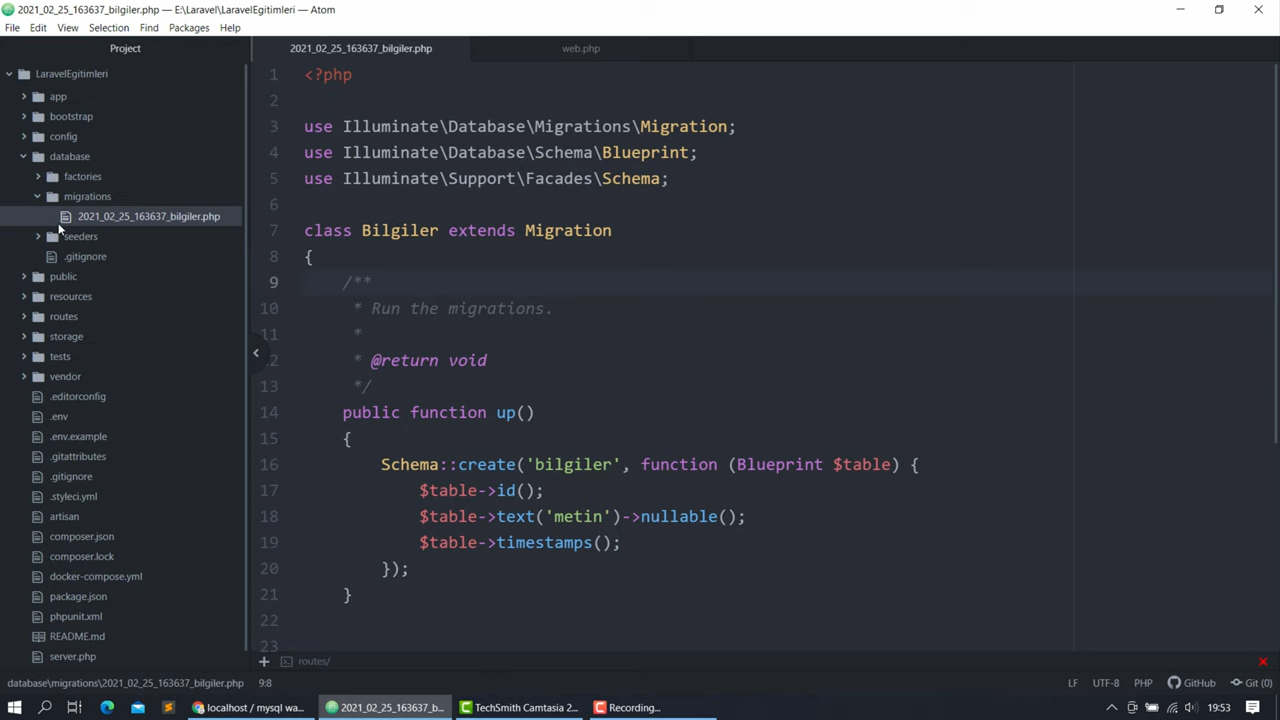 2021_02_25_163637_bilgiler.php — E:\Laravel\LaravelEgitimleri — Atom
File Edit View Selection Find Packages Help
Project
LaravelEgitimleri
app
bootstrap
config
database
factories
migrations
2021_02_25_163637_bilgiler.php
seeders
.gitignore
public
resources
routes
storage
tests
vendor
.editorconfig
.env
.env.example
.gitattributes
.gitignore
.styleci.yml
artisan
composer.json
composer.lock
docker-compose.yml
package.json
phpunit.xml
README.md
server.php
2021_02_25_163637_bilgiler.php web.php
1 <?php
2
3 use Illuminate\Database\Migrations\Migration;
4 use Illuminate\Database\Schema\Blueprint;
5 use Illuminate\Support\Facades\Schema;
6
7 class Bilgiler extends Migration
8 {
9 /**
10 * Run the migrations.
11 *
12 * @return void
13 */
14 public function up()
15 {
16 Schema::create('bilgiler', function (Blueprint $table) {
17 $table->id();
18 $table->text('metin')->nullable();
19 $table->timestamps();
20 });
21 }
22
23
routes/
database\migrations\2021_02_25_163637_bilgiler.php 9:8 LF UTF-8 PHP GitHub Git (0)
localhost / mysql wa... 2021_02_25_163637_b... TechSmith Camtasia 2... Recording... 19:53